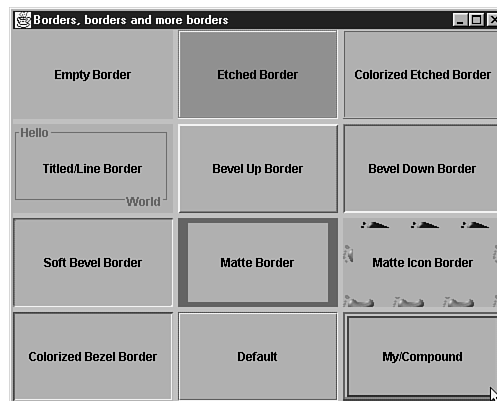 Borders, borders and more borders
Empty Border
Etched Border
Colorized Etched Border
Hello
Titled/Line Border
World
Bevel Up Border
Bevel Down Border
Soft Bevel Border
Matte Border
Matte Icon Border
Colorized Bezel Border
Default
My/Compound